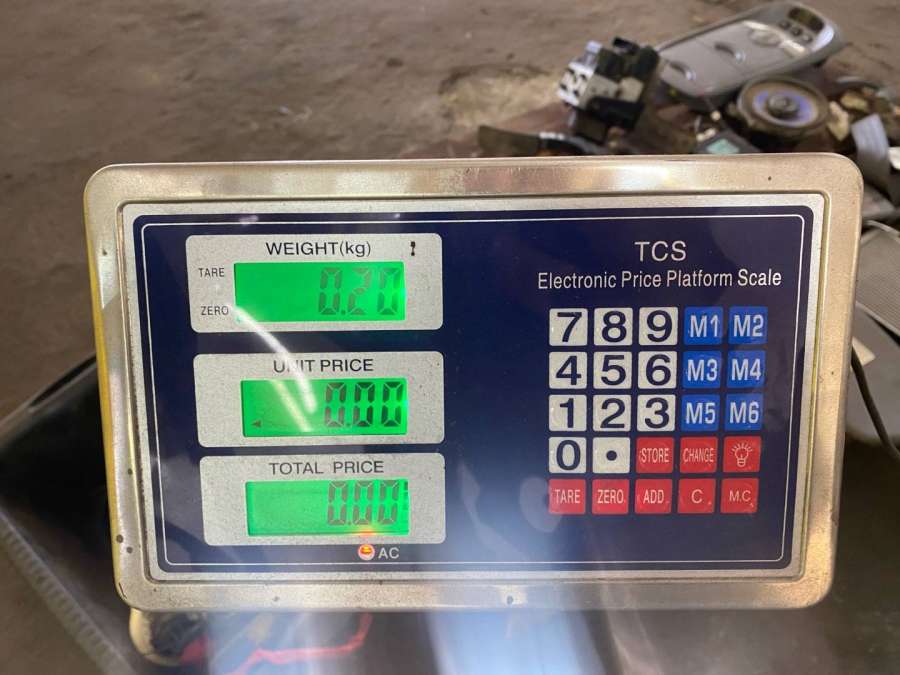 WEIGHT(kg)
TARE
0.20
ZERO
UNIT PRICE
0.00
TOTAL PRICE
0.00
AC
TCS
Electronic Price Platform Scale
7 8 9 M1 M2
4 5 6 M3 M4
1 2 3 M5 M6
0 . STORE CHANGE
TARE ZERO ADD C M.C